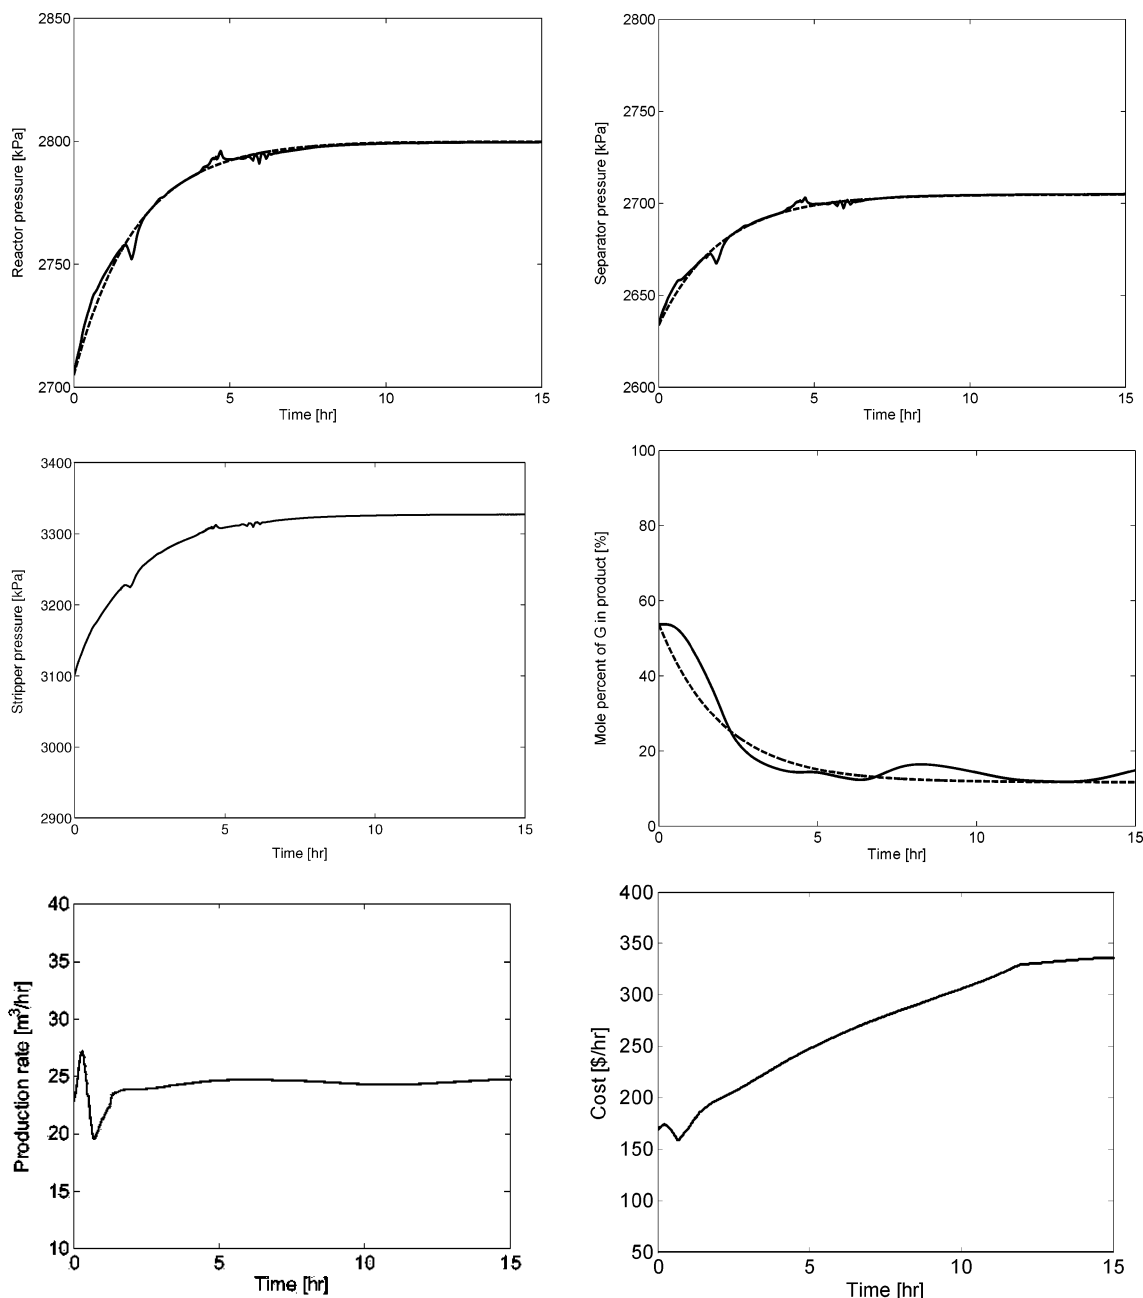 2850
2800
2750
2700
Reactor pressure [kPa]
0 5 10 15
Time [hr]
2800
2750
2700
2650
2600
Separator pressure [kPa]
0 5 10 15
Time [hr]
3400
3300
3200
3100
3000
2900
Stripper pressure [kPa]
0 5 10 15
Time [hr]
100
80
60
40
20
0
Mole percent of G in product [%]
0 5 10 15
Time [hr]
40
35
30
25
20
15
10
Production rate [m³/hr]
0 5 10 15
Time [hr]
400
350
300
250
200
150
100
50
Cost [$/hr]
0 5 10 15
Time [hr]